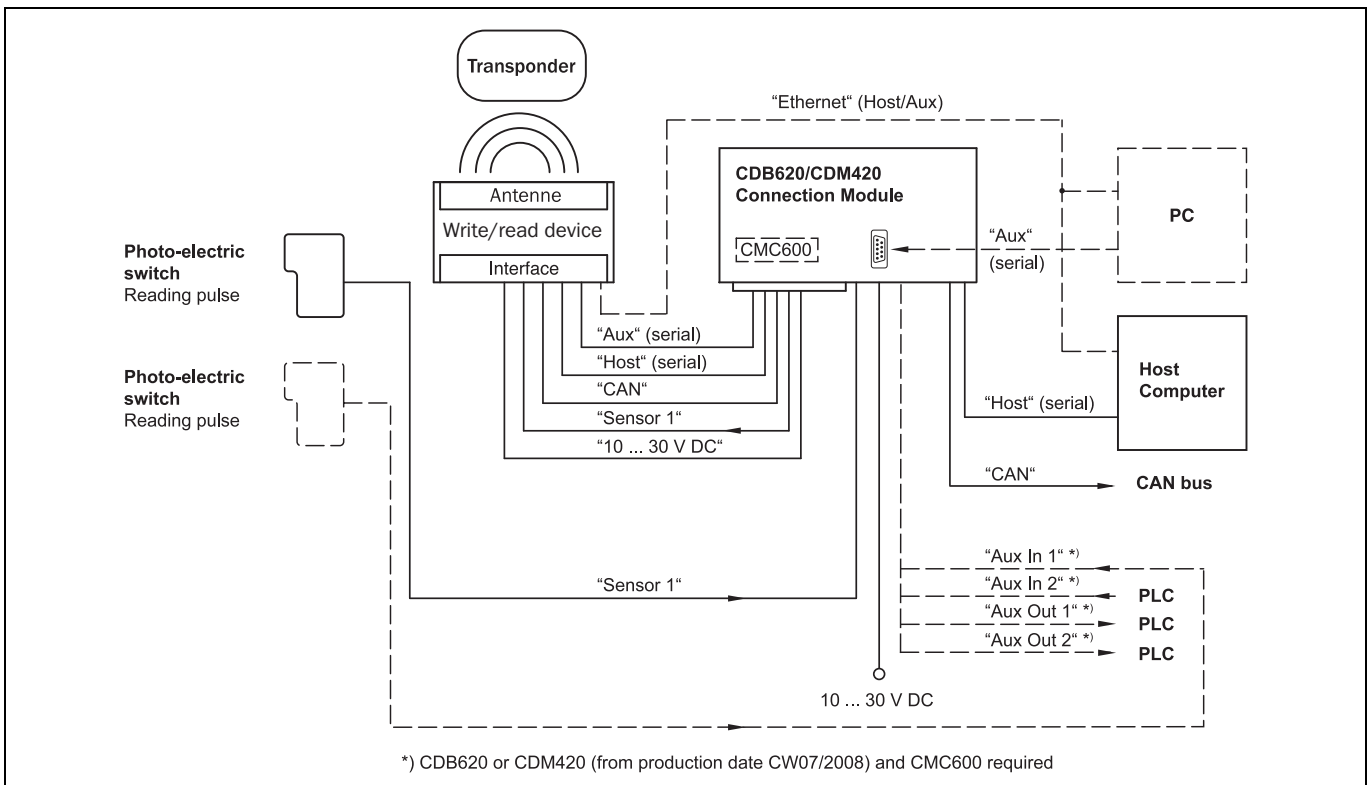 Transponder
“Ethernet“ (Host/Aux)
Antenne
Write/read device
Interface
CDB620/CDM420
Connection Module
CMC600
“Aux“
(serial)
PC
Photo-electric
switch
Reading pulse
“Aux“ (serial)
“Host“ (serial)
“CAN“
“Sensor 1“
“10 ... 30 V DC“
Host
Computer
“Host“ (serial)
“CAN“
CAN bus
Photo-electric
switch
Reading pulse
“Sensor 1“
“Aux In 1“ *)
“Aux In 2“ *)
PLC
“Aux Out 1“ *)
PLC
“Aux Out 2“ *)
PLC
10 ... 30 V DC
*) CDB620 or CDM420 (from production date CW07/2008) and CMC600 required